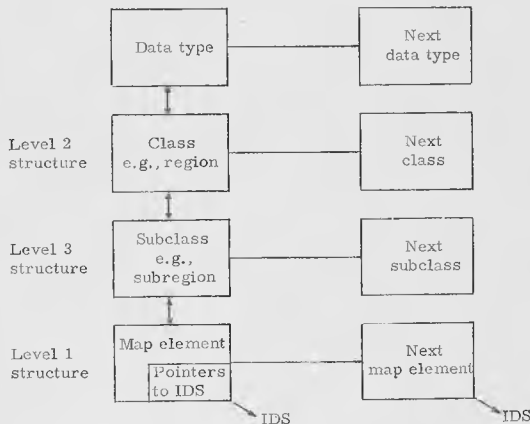 Data type
Next
data type
Level 2
structure
Class
e.g., region
Next
class
Level 3
structure
Subclass
e.g.,
subregion
Next
subclass
Level 1
structure
Map element
Pointers
to IDS
Next
map element
IDS
IDS